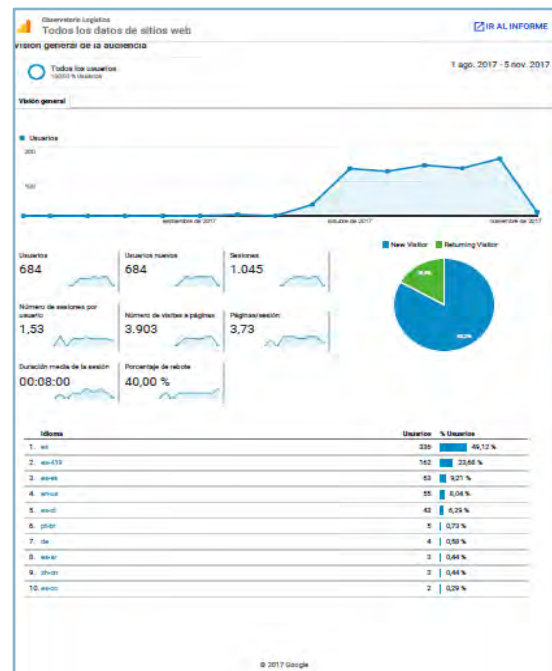 Observatorio Logístico
Todos los datos de sitios web
IR AL INFORME
Visión general de la audiencia
Todos los usuarios
100,00 % Usuarios
1 ago. 2017 - 5 nov. 2017
Visión general
Usuarios
200
100
septiembre de 2017
octubre de 2017
noviembre de 2017
New Visitor
Returning Visitor
Usuarios
684
Usuarios nuevos
684
Sesiones
1.045
Número de sesiones por usuario
1,53
Número de visitas a páginas
3.903
Páginas/sesión
3,73
Duración media de la sesión
00:08:00
Porcentaje de rebote
40,00 %
Idioma
Usuarios
% Usuarios
1. es
336
49,12 %
2. es-419
162
23,68 %
3. es-es
63
9,21 %
4. en-us
55
8,04 %
5. es-cl
43
6,29 %
6. pt-br
5
0,73 %
7. de
4
0,58 %
8. es-ar
3
0,44 %
9. zh-cn
3
0,44 %
10. es-co
2
0,29 %
© 2017 Google